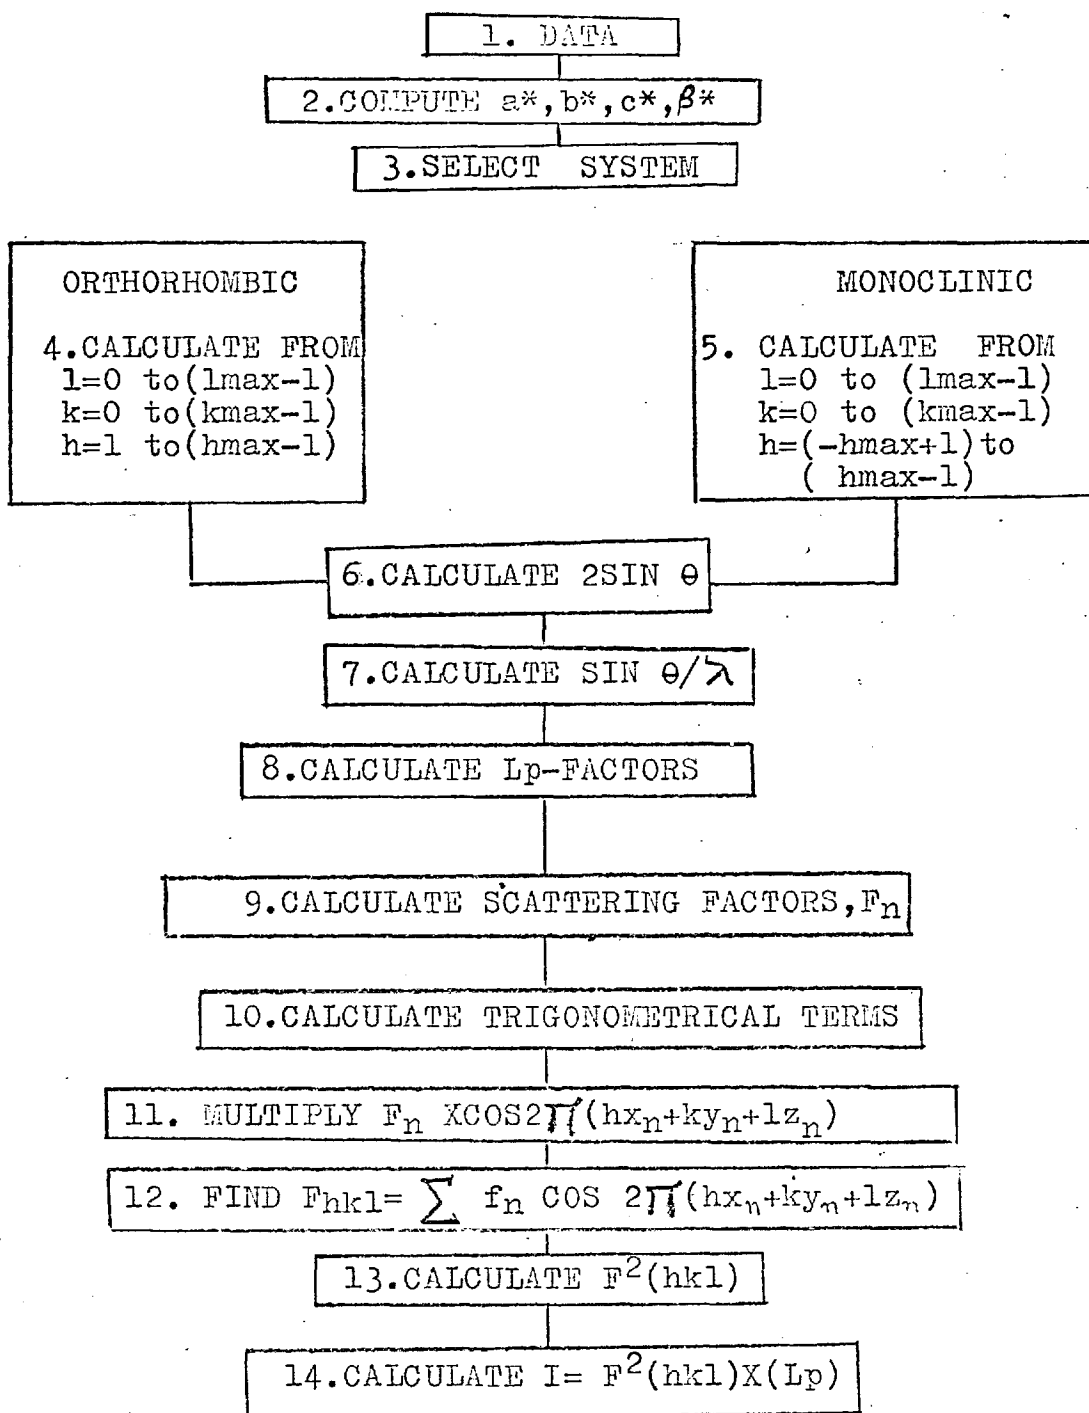 1. DATA
2.COMPUTE a*,b*,c*,β*
3.SELECT SYSTEM
ORTHORHOMBIC
4.CALCULATE FROM
l=0 to(lmax-1)
k=0 to(kmax-1)
h=1 to(hmax-1)
MONOCLINIC
5. CALCULATE FROM
l=0 to (lmax-1)
k=0 to (kmax-1)
h=(-hmax+1)to
( hmax-1)
6.CALCULATE 2SIN θ
7.CALCULATE SIN θ/λ
8.CALCULATE Lp-FACTORS
9.CALCULATE SCATTERING FACTORS,Fn
10.CALCULATE TRIGONOMETRICAL TERMS
11. MULTIPLY Fn XCOS2π(hxn+kyn+lzn)
12. FIND Fhkl= ∑ fn COS 2π(hxn+kyn+lzn)
13.CALCULATE F²(hkl)
14.CALCULATE I= F²(hkl)X(Lp)